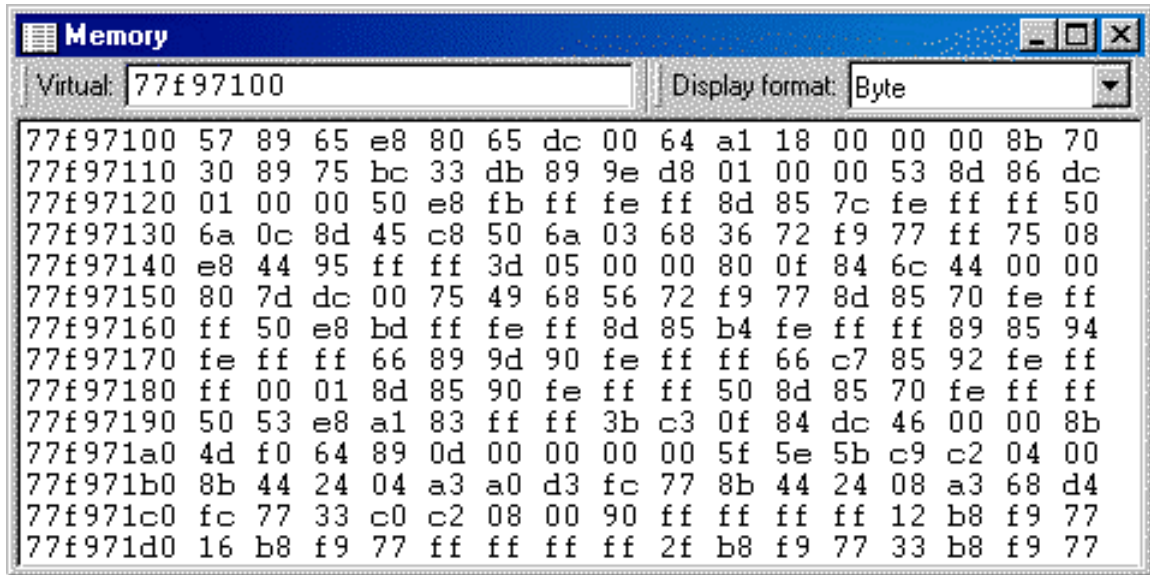 Memory
Virtual: 77f97100 Display format: Byte
77f97100 57 89 65 e8 80 65 dc 00 64 a1 18 00 00 00 8b 70
77f97110 30 89 75 bc 33 db 89 9e d8 01 00 00 53 8d 86 dc
77f97120 01 00 00 50 e8 fb ff fe ff 8d 85 7c fe ff ff 50
77f97130 6a 0c 8d 45 c8 50 6a 03 68 36 72 f9 77 ff 75 08
77f97140 e8 44 95 ff ff 3d 05 00 00 80 0f 84 6c 44 00 00
77f97150 80 7d dc 00 75 49 68 56 72 f9 77 8d 85 70 fe ff
77f97160 ff 50 e8 bd ff fe ff 8d 85 b4 fe ff ff 89 85 94
77f97170 fe ff ff 66 89 9d 90 fe ff ff 66 c7 85 92 fe ff
77f97180 ff 00 01 8d 85 90 fe ff ff 50 8d 85 70 fe ff ff
77f97190 50 53 e8 a1 83 ff ff 3b c3 0f 84 dc 46 00 00 8b
77f971a0 4d f0 64 89 0d 00 00 00 00 5f 5e 5b c9 c2 04 00
77f971b0 8b 44 24 04 a3 a0 d3 fc 77 8b 44 24 08 a3 68 d4
77f971c0 fc 77 33 c0 c2 08 00 90 ff ff ff ff 12 b8 f9 77
77f971d0 16 b8 f9 77 ff ff ff ff 2f b8 f9 77 33 b8 f9 77